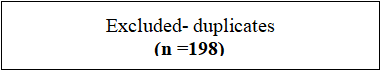 Excluded- duplicates
(n =198)